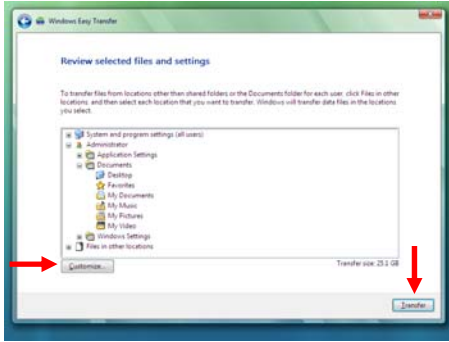 Windows Easy Transfer
Review selected files and settings
To transfer files from locations other than shared folders or the Documents folder for each user, click Files in other
locations, and then select each location that you want to transfer. Windows will transfer data files in the locations
you select.
System and program settings (all users)
Administrator
Application Settings
Documents
Desktop
Favorites
My Documents
My Music
My Pictures
My Video
Windows Settings
Files in other locations
Customize...
Transfer size: 25.1 GB
Transfer